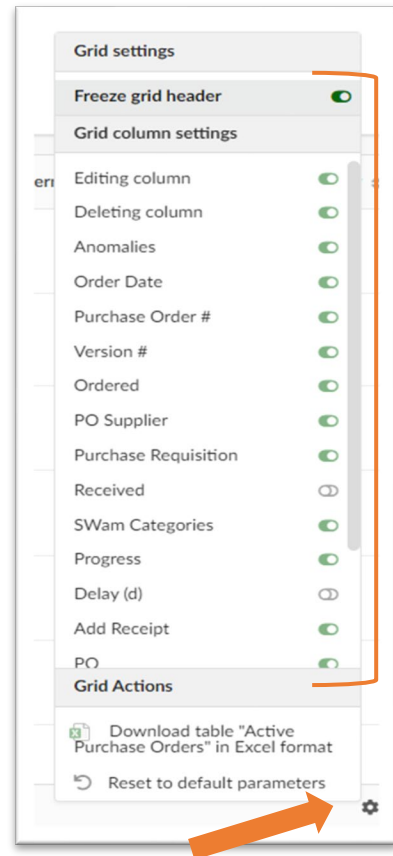 Grid settings
Freeze grid header
Grid column settings
Editing column
Deleting column
Anomalies
Order Date
Purchase Order #
Version #
Ordered
PO Supplier
Purchase Requisition
Received
SWam Categories
Progress
Delay (d)
Add Receipt
PO
Grid Actions
Download table "Active
Purchase Orders" in Excel format
Reset to default parameters